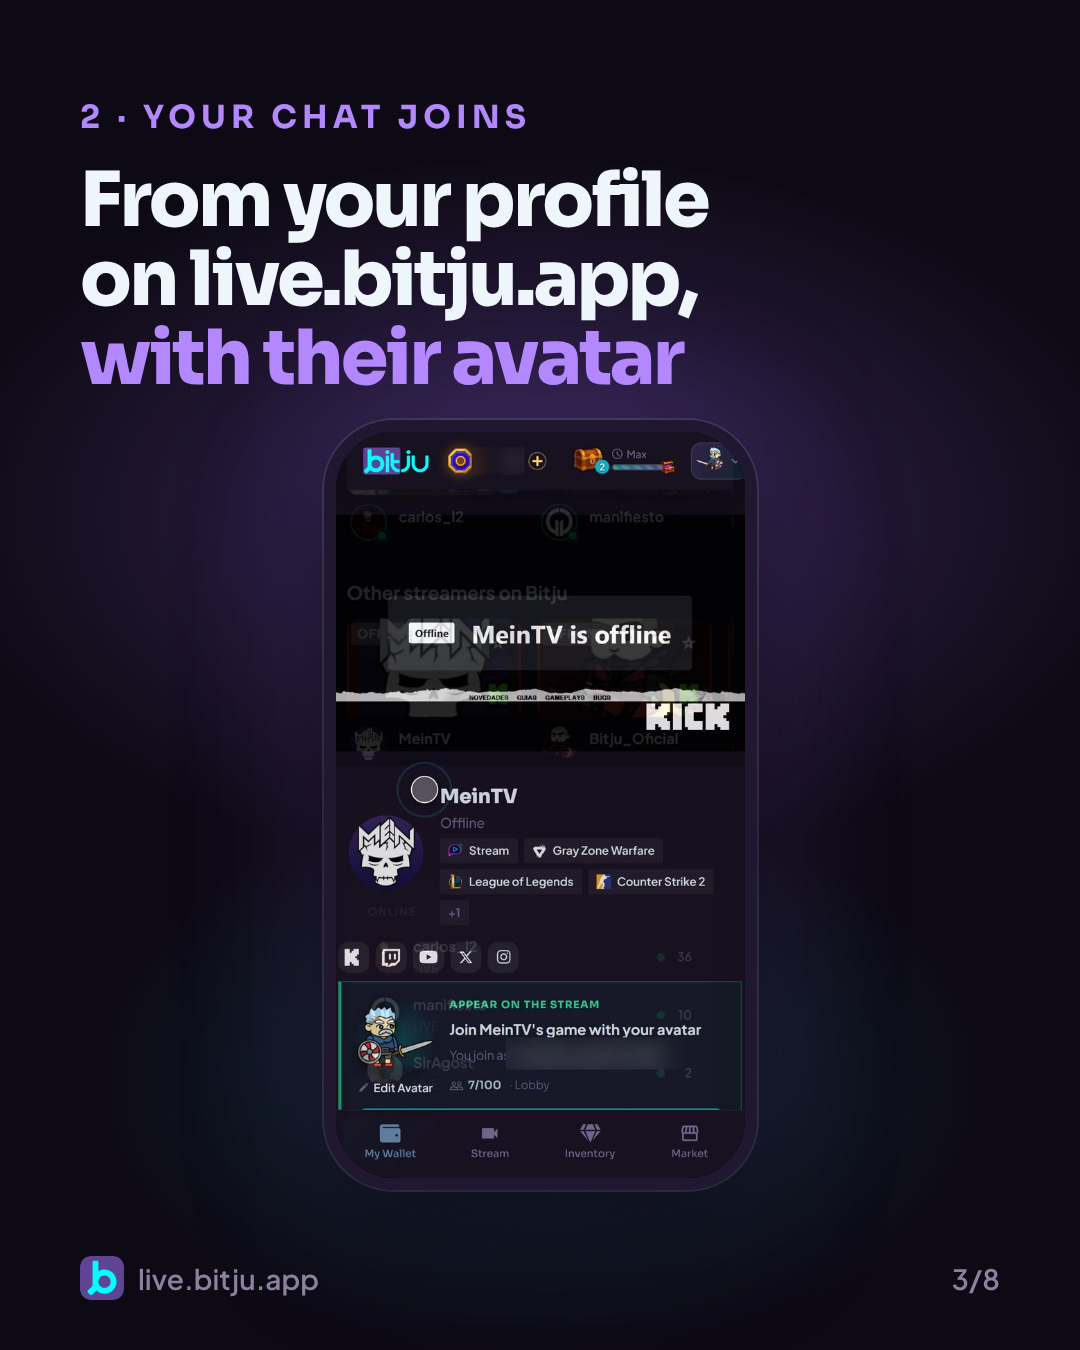 2 · YOUR CHAT JOINS
From your profile
on live.bitju.app,
with their avatar
bitju
2
Max
carlos_l2
manifiesto
Other streamers on Bitju
Offline
MeinTV is offline
NOVEDADES GUIAS GAMEPLAYS BUGS
KICK
MeinTV
Bitju_Oficial
MeinTV
Offline
Stream
Gray Zone Warfare
League of Legends
Counter Strike 2
ONLINE
+1
carlos_l2
36
APPEAR ON THE STREAM
10
Join MeinTV's game with your avatar
LIVE
You join as
SirAgost
2
Edit Avatar
7/100 · Lobby
My Wallet
Stream
Inventory
Market
live.bitju.app
3/8